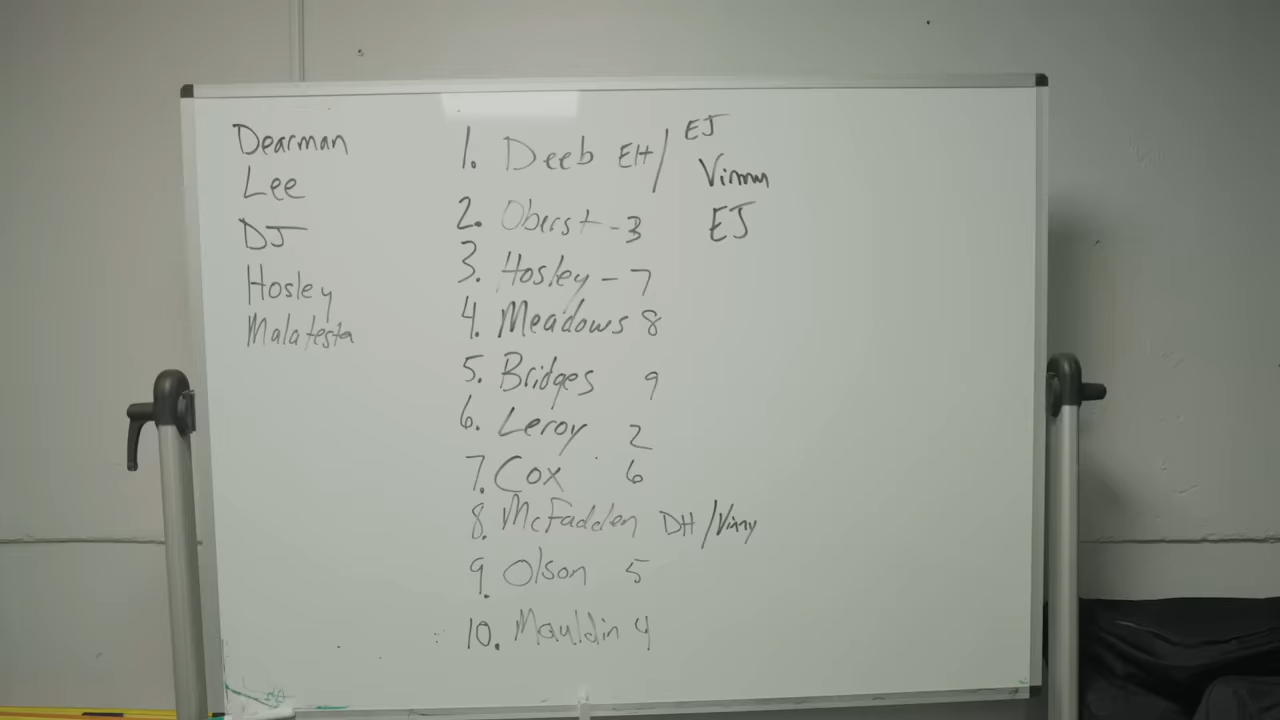 Dearman
Lee
DJ
Hosley
Malatesta
1. Deeb EH/ EJ
Vinny
2. Oberst - 3 EJ
3. Hosley - 7
4. Meadows 8
5. Bridges 9
6. Leroy 2
7. Cox 6
8. McFadden DH /Vinny
9. Olson 5
10. Mauldin 4